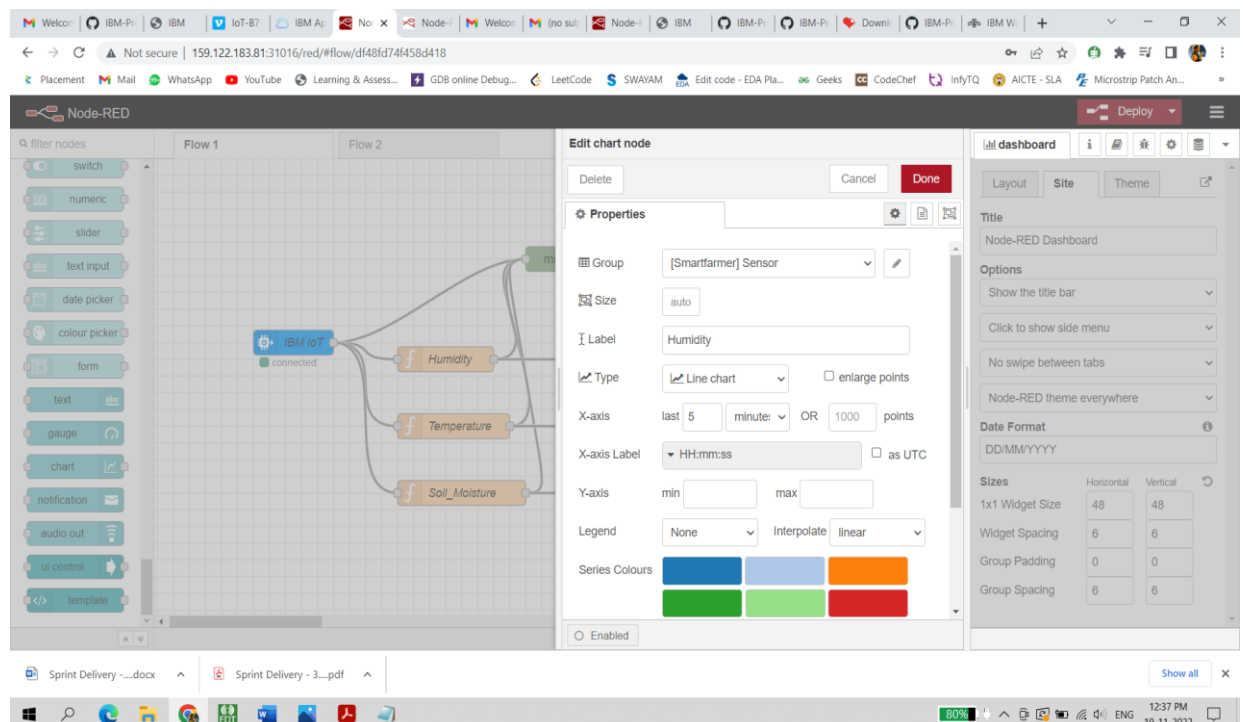 Welcon IBM-Pr IBM IoT-B7- IBM Ap Noc Node-F Welcon (no sub Node-F IBM IBM-Pr IBM-Pr Downlc IBM-Pr IBM Wa
Not secure 159.122.183.81:31016/red/#flow/df48fd74f458d418
Placement Mail WhatsApp YouTube Learning & Assess... GDB online Debug... LeetCode SWAYAM Edit code - EDA Pla... Geeks CodeChef InfyTQ AICTE - SLA Microstrip Patch An... »
Node-RED Deploy
filter nodes Flow 1 Flow 2 Edit chart node dashboard
switch
numeric
slider
text input
date picker
colour picker
form
text
gauge
chart
notification
audio out
ui control
template
IBM IoT
connected
Humidity
Temperature
Soil_Moisture
Delete Cancel Done
Properties
Group [Smartfarmer] Sensor
Size auto
Label Humidity
Type Line chart enlarge points
X-axis last 5 minute: OR 1000 points
X-axis Label HH:mm:ss as UTC
Y-axis min max
Legend None Interpolate linear
Series Colours
Enabled
Layout Site Theme
Title
Node-RED Dashboard
Options
Show the title bar
Click to show side menu
No swipe between tabs
Node-RED theme everywhere
Date Format
DD/MM/YYYY
Sizes Horizontal Vertical
1x1 Widget Size 48 48
Widget Spacing 6 6
Group Padding 0 0
Group Spacing 6 6
Sprint Delivery -....docx Sprint Delivery - 3....pdf Show all
80% ENG 12:37 PM
19-11-2022